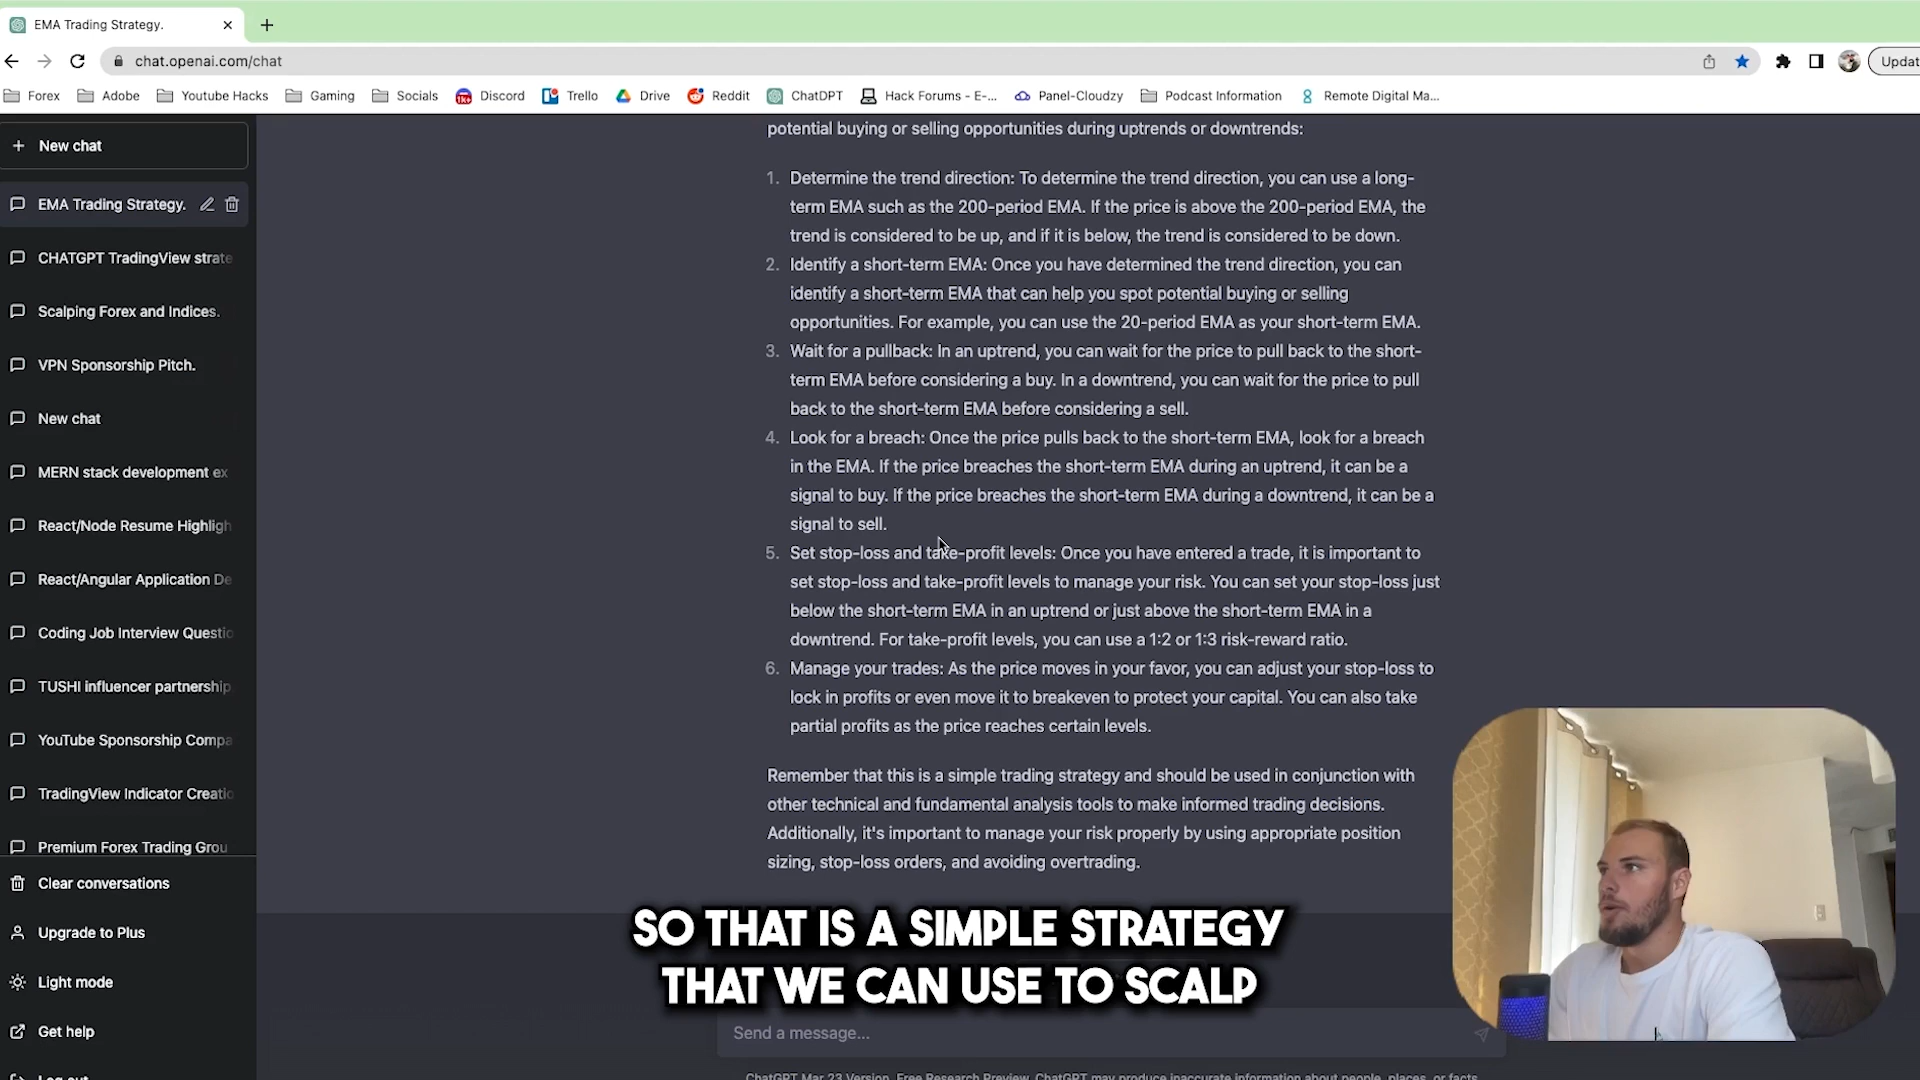 EMA Trading Strategy.
chat.openai.com/chat
Updat
Forex Adobe Youtube Hacks Gaming Socials Discord Trello Drive Reddit ChatDPT Hack Forums - E-... Panel-Cloudzy Podcast Information Remote Digital Ma...
New chat
EMA Trading Strategy.
CHATGPT TradingView strate
Scalping Forex and Indices.
VPN Sponsorship Pitch.
New chat
MERN stack development ex
React/Node Resume Highligh
React/Angular Application De
Coding Job Interview Questio
TUSHI influencer partnership
YouTube Sponsorship Compa
TradingView Indicator Creatio
Premium Forex Trading Grou
Clear conversations
Upgrade to Plus
Light mode
Get help
Log out
potential buying or selling opportunities during uptrends or downtrends:
1. Determine the trend direction: To determine the trend direction, you can use a long-
term EMA such as the 200-period EMA. If the price is above the 200-period EMA, the
trend is considered to be up, and if it is below, the trend is considered to be down.
2. Identify a short-term EMA: Once you have determined the trend direction, you can
identify a short-term EMA that can help you spot potential buying or selling
opportunities. For example, you can use the 20-period EMA as your short-term EMA.
3. Wait for a pullback: In an uptrend, you can wait for the price to pull back to the short-
term EMA before considering a buy. In a downtrend, you can wait for the price to pull
back to the short-term EMA before considering a sell.
4. Look for a breach: Once the price pulls back to the short-term EMA, look for a breach
in the EMA. If the price breaches the short-term EMA during an uptrend, it can be a
signal to buy. If the price breaches the short-term EMA during a downtrend, it can be a
signal to sell.
5. Set stop-loss and take-profit levels: Once you have entered a trade, it is important to
set stop-loss and take-profit levels to manage your risk. You can set your stop-loss just
below the short-term EMA in an uptrend or just above the short-term EMA in a
downtrend. For take-profit levels, you can use a 1:2 or 1:3 risk-reward ratio.
6. Manage your trades: As the price moves in your favor, you can adjust your stop-loss to
lock in profits or even move it to breakeven to protect your capital. You can also take
partial profits as the price reaches certain levels.
Remember that this is a simple trading strategy and should be used in conjunction with
other technical and fundamental analysis tools to make informed trading decisions.
Additionally, it's important to manage your risk properly by using appropriate position
sizing, stop-loss orders, and avoiding overtrading.
SO THAT IS A SIMPLE STRATEGY
THAT WE CAN USE TO SCALP
Send a message...
ChatGPT Mar 23 Version. Free Research Preview. ChatGPT may produce inaccurate information about people, places, or facts